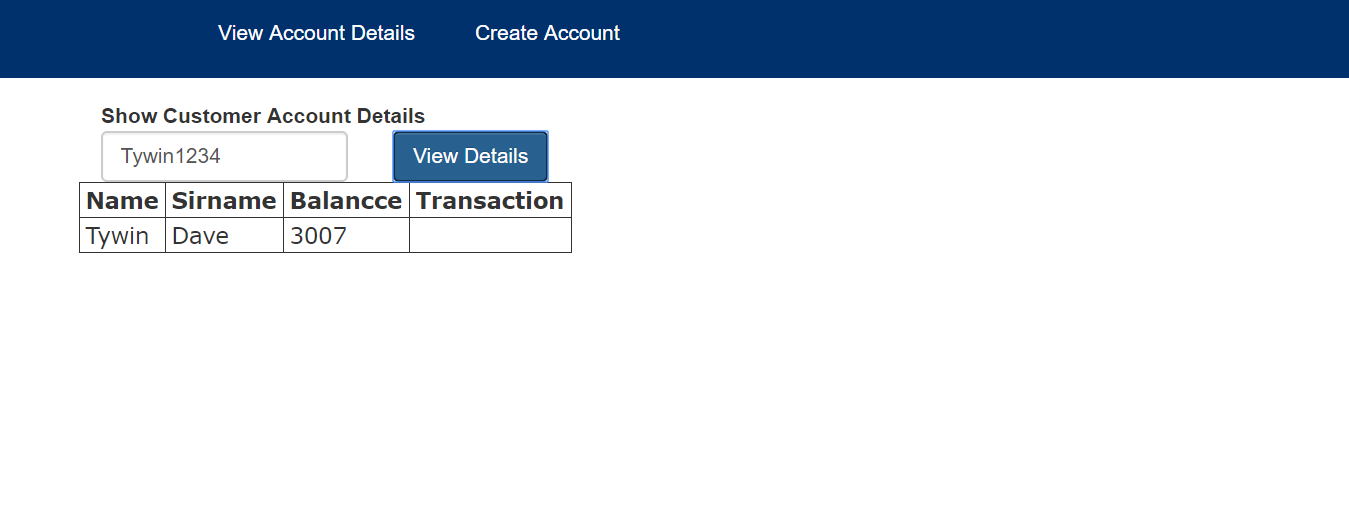 View Account Details Create Account
Show Customer Account Details
Tywin1234 View Details
Name Sirname Balancce Transaction
Tywin Dave 3007